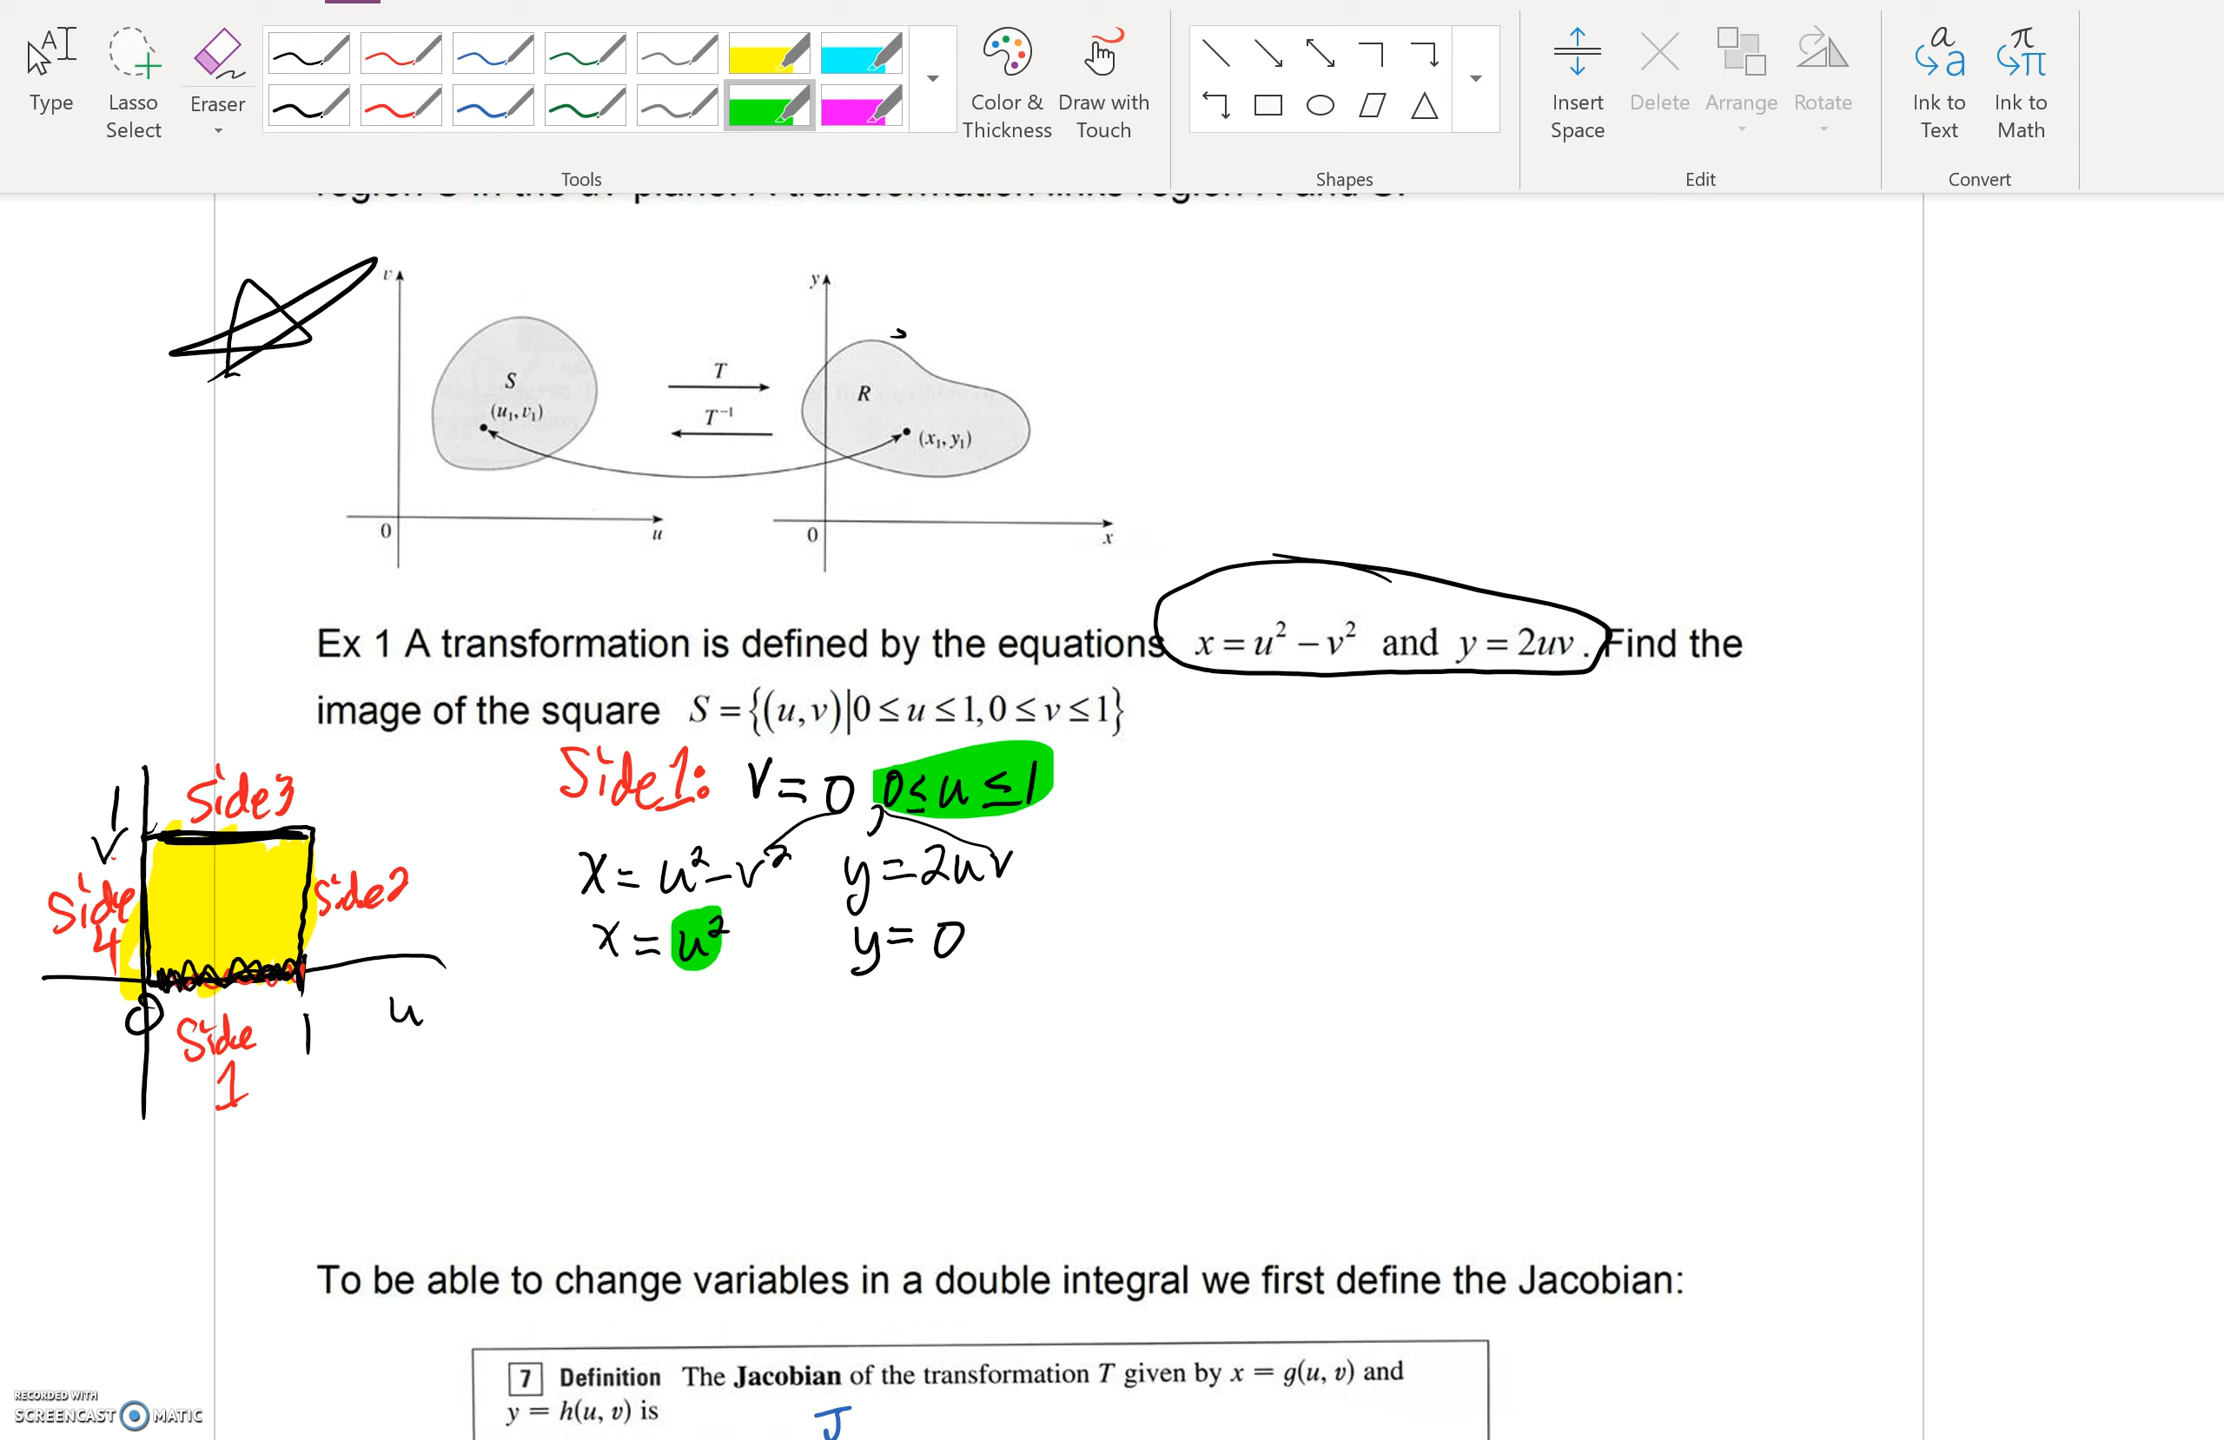 Type
Lasso Select
Eraser
Color & Thickness
Draw with Touch
Insert Space
Delete
Arrange
Rotate
Ink to Text
Ink to Math
Tools
Shapes
Edit
Convert
v
S
(u₁, v₁)
0
u
T
T⁻¹
y
R
(x₁, y₁)
0
x
Ex 1 A transformation is defined by the equations x = u² – v² and y = 2uv . Find the
image of the square S = {(u,v)|0 ≤ u ≤ 1, 0 ≤ v ≤ 1}
Side 1: v = 0, 0 ≤ u ≤ 1
x = u² – v² y = 2uv
x = u² y = 0
1
v
Side 3
Side 4
Side 2
0
Side 1
1
u
To be able to change variables in a double integral we first define the Jacobian:
7 Definition The Jacobian of the transformation T given by x = g(u, v) and
y = h(u, v) is
J
RECORDED WITH
SCREENCAST MATIC